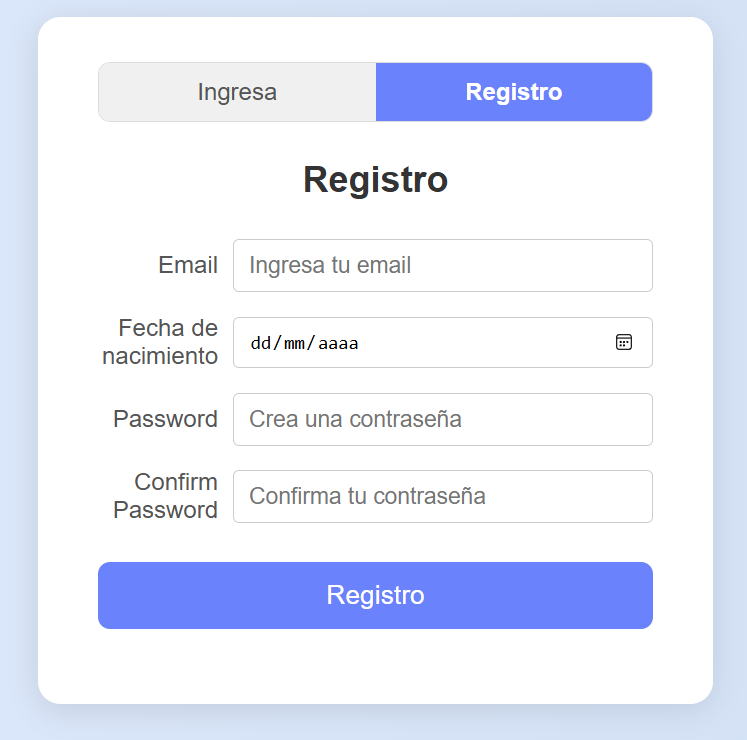 Ingresa Registro
Registro
Email Ingresa tu email
Fecha de
nacimiento dd/mm/aaaa
Password Crea una contraseña
Confirm
Password Confirma tu contraseña
Registro